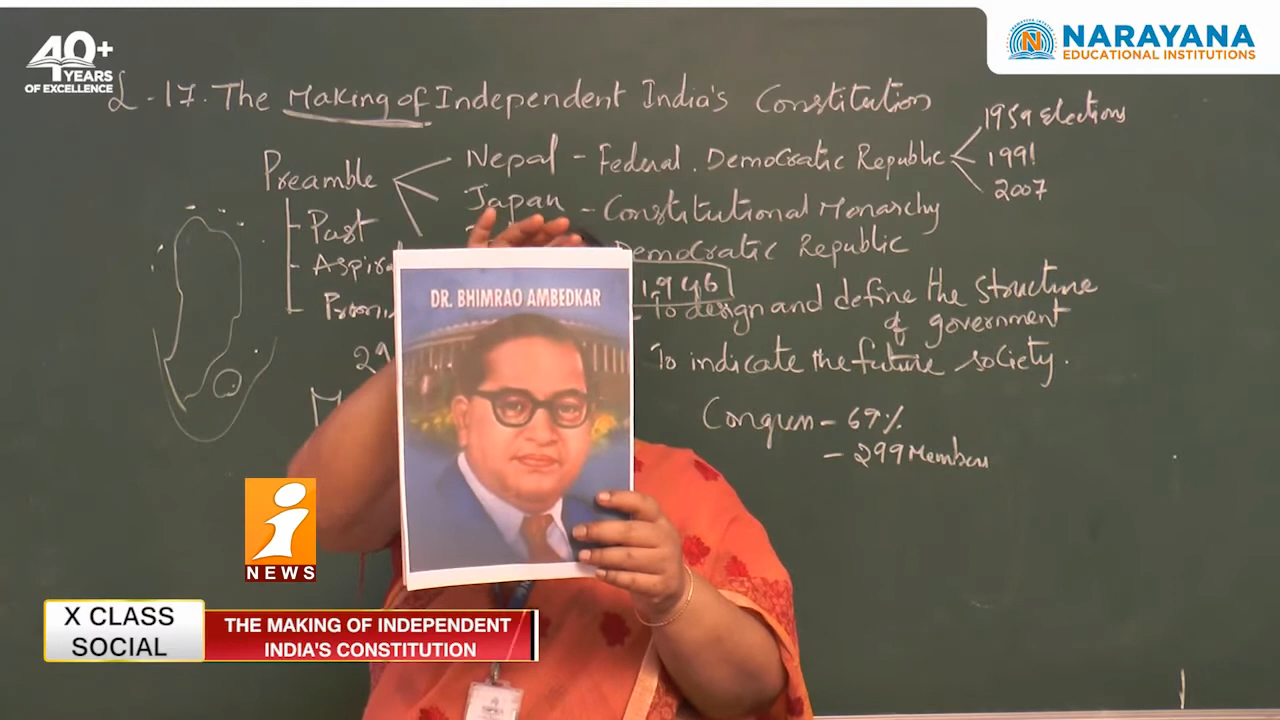 40+
YEARS
OF EXCELLENCE
NARAYANA
EDUCATIONAL INSTITUTIONS
L-17. The Making of Independent India's Constitution
Preamble
Nepal - Federal. Democratic Republic
1959 Elections
1991
2007
Japan - Constitutional Monarchy
Democratic Republic
Past
1946
- To design and define the structure
of government
To indicate the future society.
29
M
Congress - 69%
- 299 Members
DR. BHIMRAO AMBEDKAR
i
NEWS
X CLASS
SOCIAL
THE MAKING OF INDEPENDENT
INDIA'S CONSTITUTION